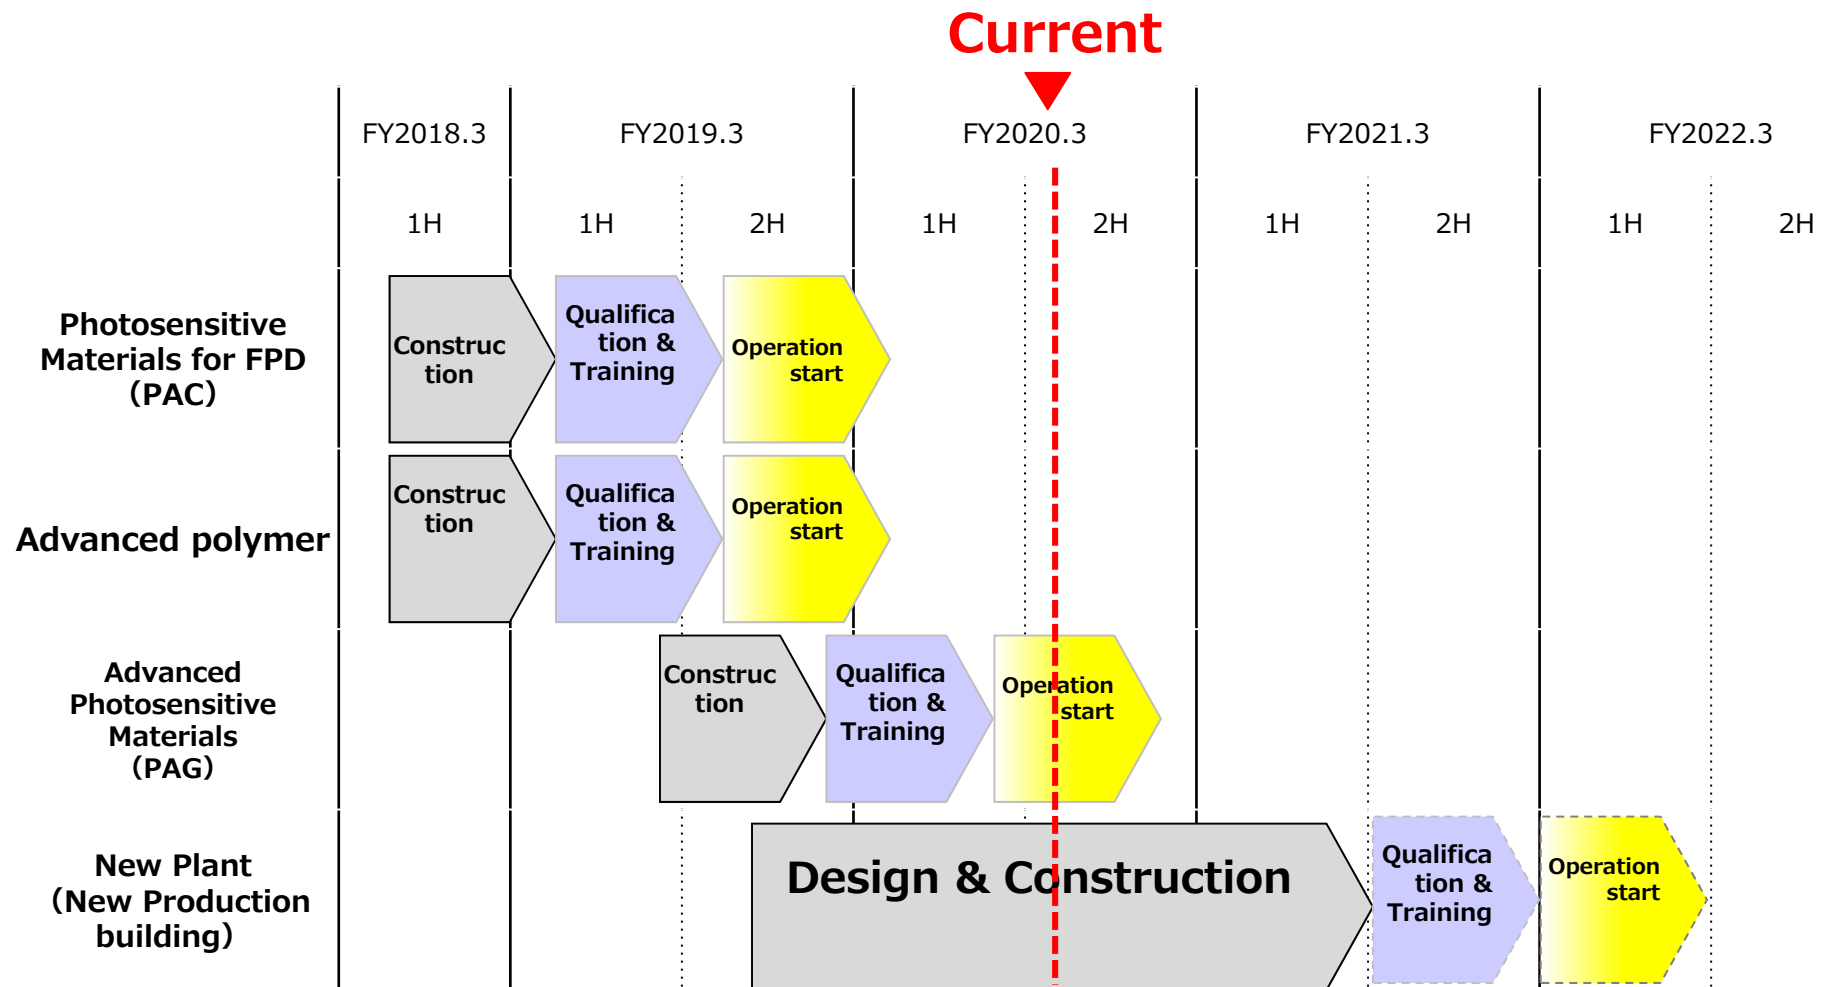 Current
FY2018.3
FY2019.3
FY2020.3
FY2021.3
FY2022.3
1H
1H
2H
1H
2H
1H
2H
1H
2H
Photosensitive
Materials for FPD
（PAC）
Construc
tion
Qualifica
tion &
Training
Operation
start
Advanced polymer
Construc
tion
Qualifica
tion &
Training
Operation
start
Advanced
Photosensitive
Materials
（PAG）
Construc
tion
Qualifica
tion &
Training
Operation
start
New Plant
（New Production
building）
Design & Construction
Qualifica
tion &
Training
Operation
start